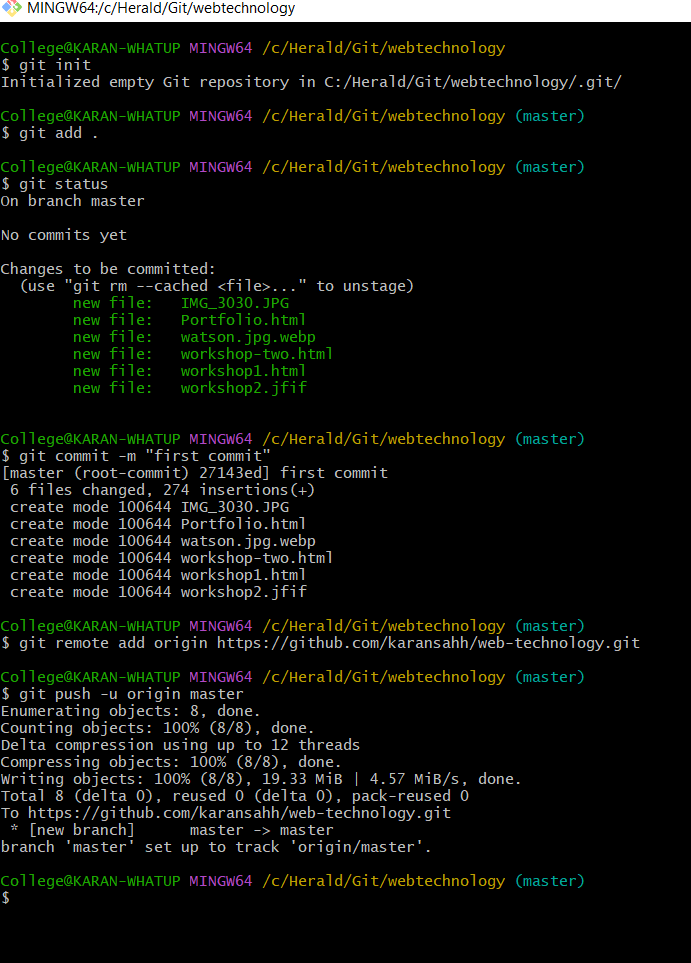 MINGW64:/c/Herald/Git/webtechnology
College@KARAN-WHATUP MINGW64 /c/Herald/Git/webtechnology
$ git init
Initialized empty Git repository in C:/Herald/Git/webtechnology/.git/
College@KARAN-WHATUP MINGW64 /c/Herald/Git/webtechnology (master)
$ git add .
College@KARAN-WHATUP MINGW64 /c/Herald/Git/webtechnology (master)
$ git status
On branch master
No commits yet
Changes to be committed:
  (use "git rm --cached <file>..." to unstage)
        new file:   IMG_3030.JPG
        new file:   Portfolio.html
        new file:   watson.jpg.webp
        new file:   workshop-two.html
        new file:   workshop1.html
        new file:   workshop2.jfif
College@KARAN-WHATUP MINGW64 /c/Herald/Git/webtechnology (master)
$ git commit -m "first commit"
[master (root-commit) 27143ed] first commit
 6 files changed, 274 insertions(+)
 create mode 100644 IMG_3030.JPG
 create mode 100644 Portfolio.html
 create mode 100644 watson.jpg.webp
 create mode 100644 workshop-two.html
 create mode 100644 workshop1.html
 create mode 100644 workshop2.jfif
College@KARAN-WHATUP MINGW64 /c/Herald/Git/webtechnology (master)
$ git remote add origin https://github.com/karansahh/web-technology.git
College@KARAN-WHATUP MINGW64 /c/Herald/Git/webtechnology (master)
$ git push -u origin master
Enumerating objects: 8, done.
Counting objects: 100% (8/8), done.
Delta compression using up to 12 threads
Compressing objects: 100% (8/8), done.
Writing objects: 100% (8/8), 19.33 MiB | 4.57 MiB/s, done.
Total 8 (delta 0), reused 0 (delta 0), pack-reused 0
To https://github.com/karansahh/web-technology.git
 * [new branch]      master -> master
branch 'master' set up to track 'origin/master'.
College@KARAN-WHATUP MINGW64 /c/Herald/Git/webtechnology (master)
$